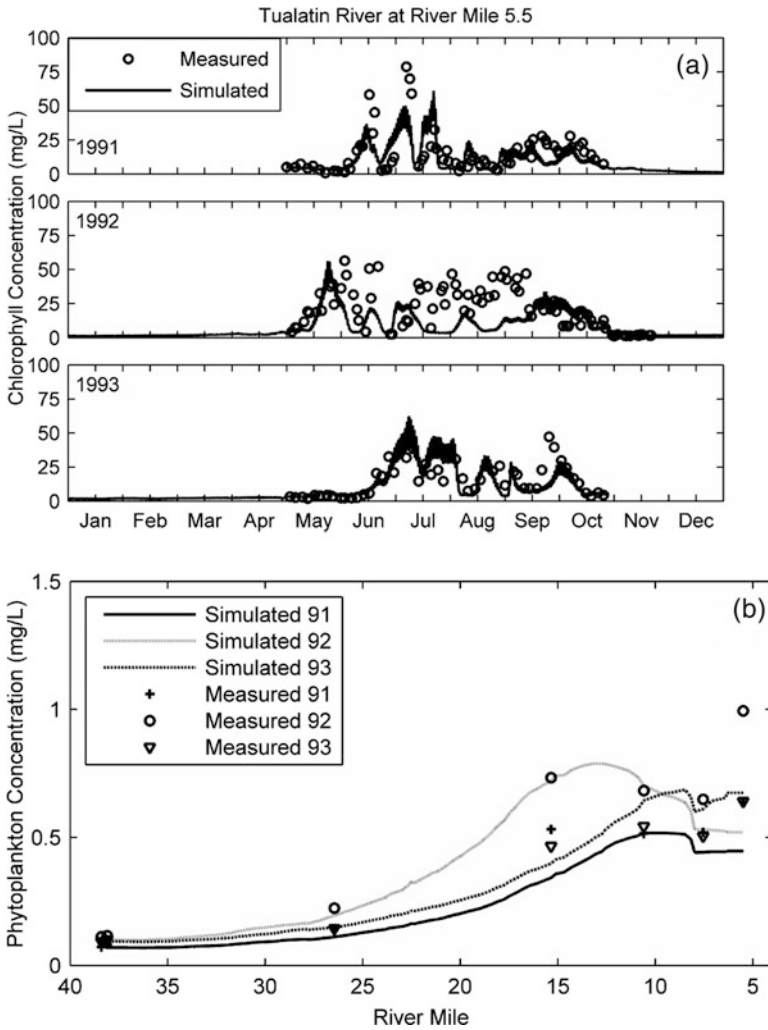 Tualatin River at River Mile 5.5
Chlorophyll Concentration (mg/L)
100
75
50
25
0
Measured
Simulated
(a)
1991
100
75
50
25
0
1992
100
75
50
25
0
1993
Jan Feb Mar Apr May Jun Jul Aug Sep Oct Nov Dec
Phytoplankton Concentration (mg/L)
1.5
1
0.5
0
Simulated 91
Simulated 92
Simulated 93
Measured 91
Measured 92
Measured 93
(b)
40 35 30 25 20 15 10 5
River Mile